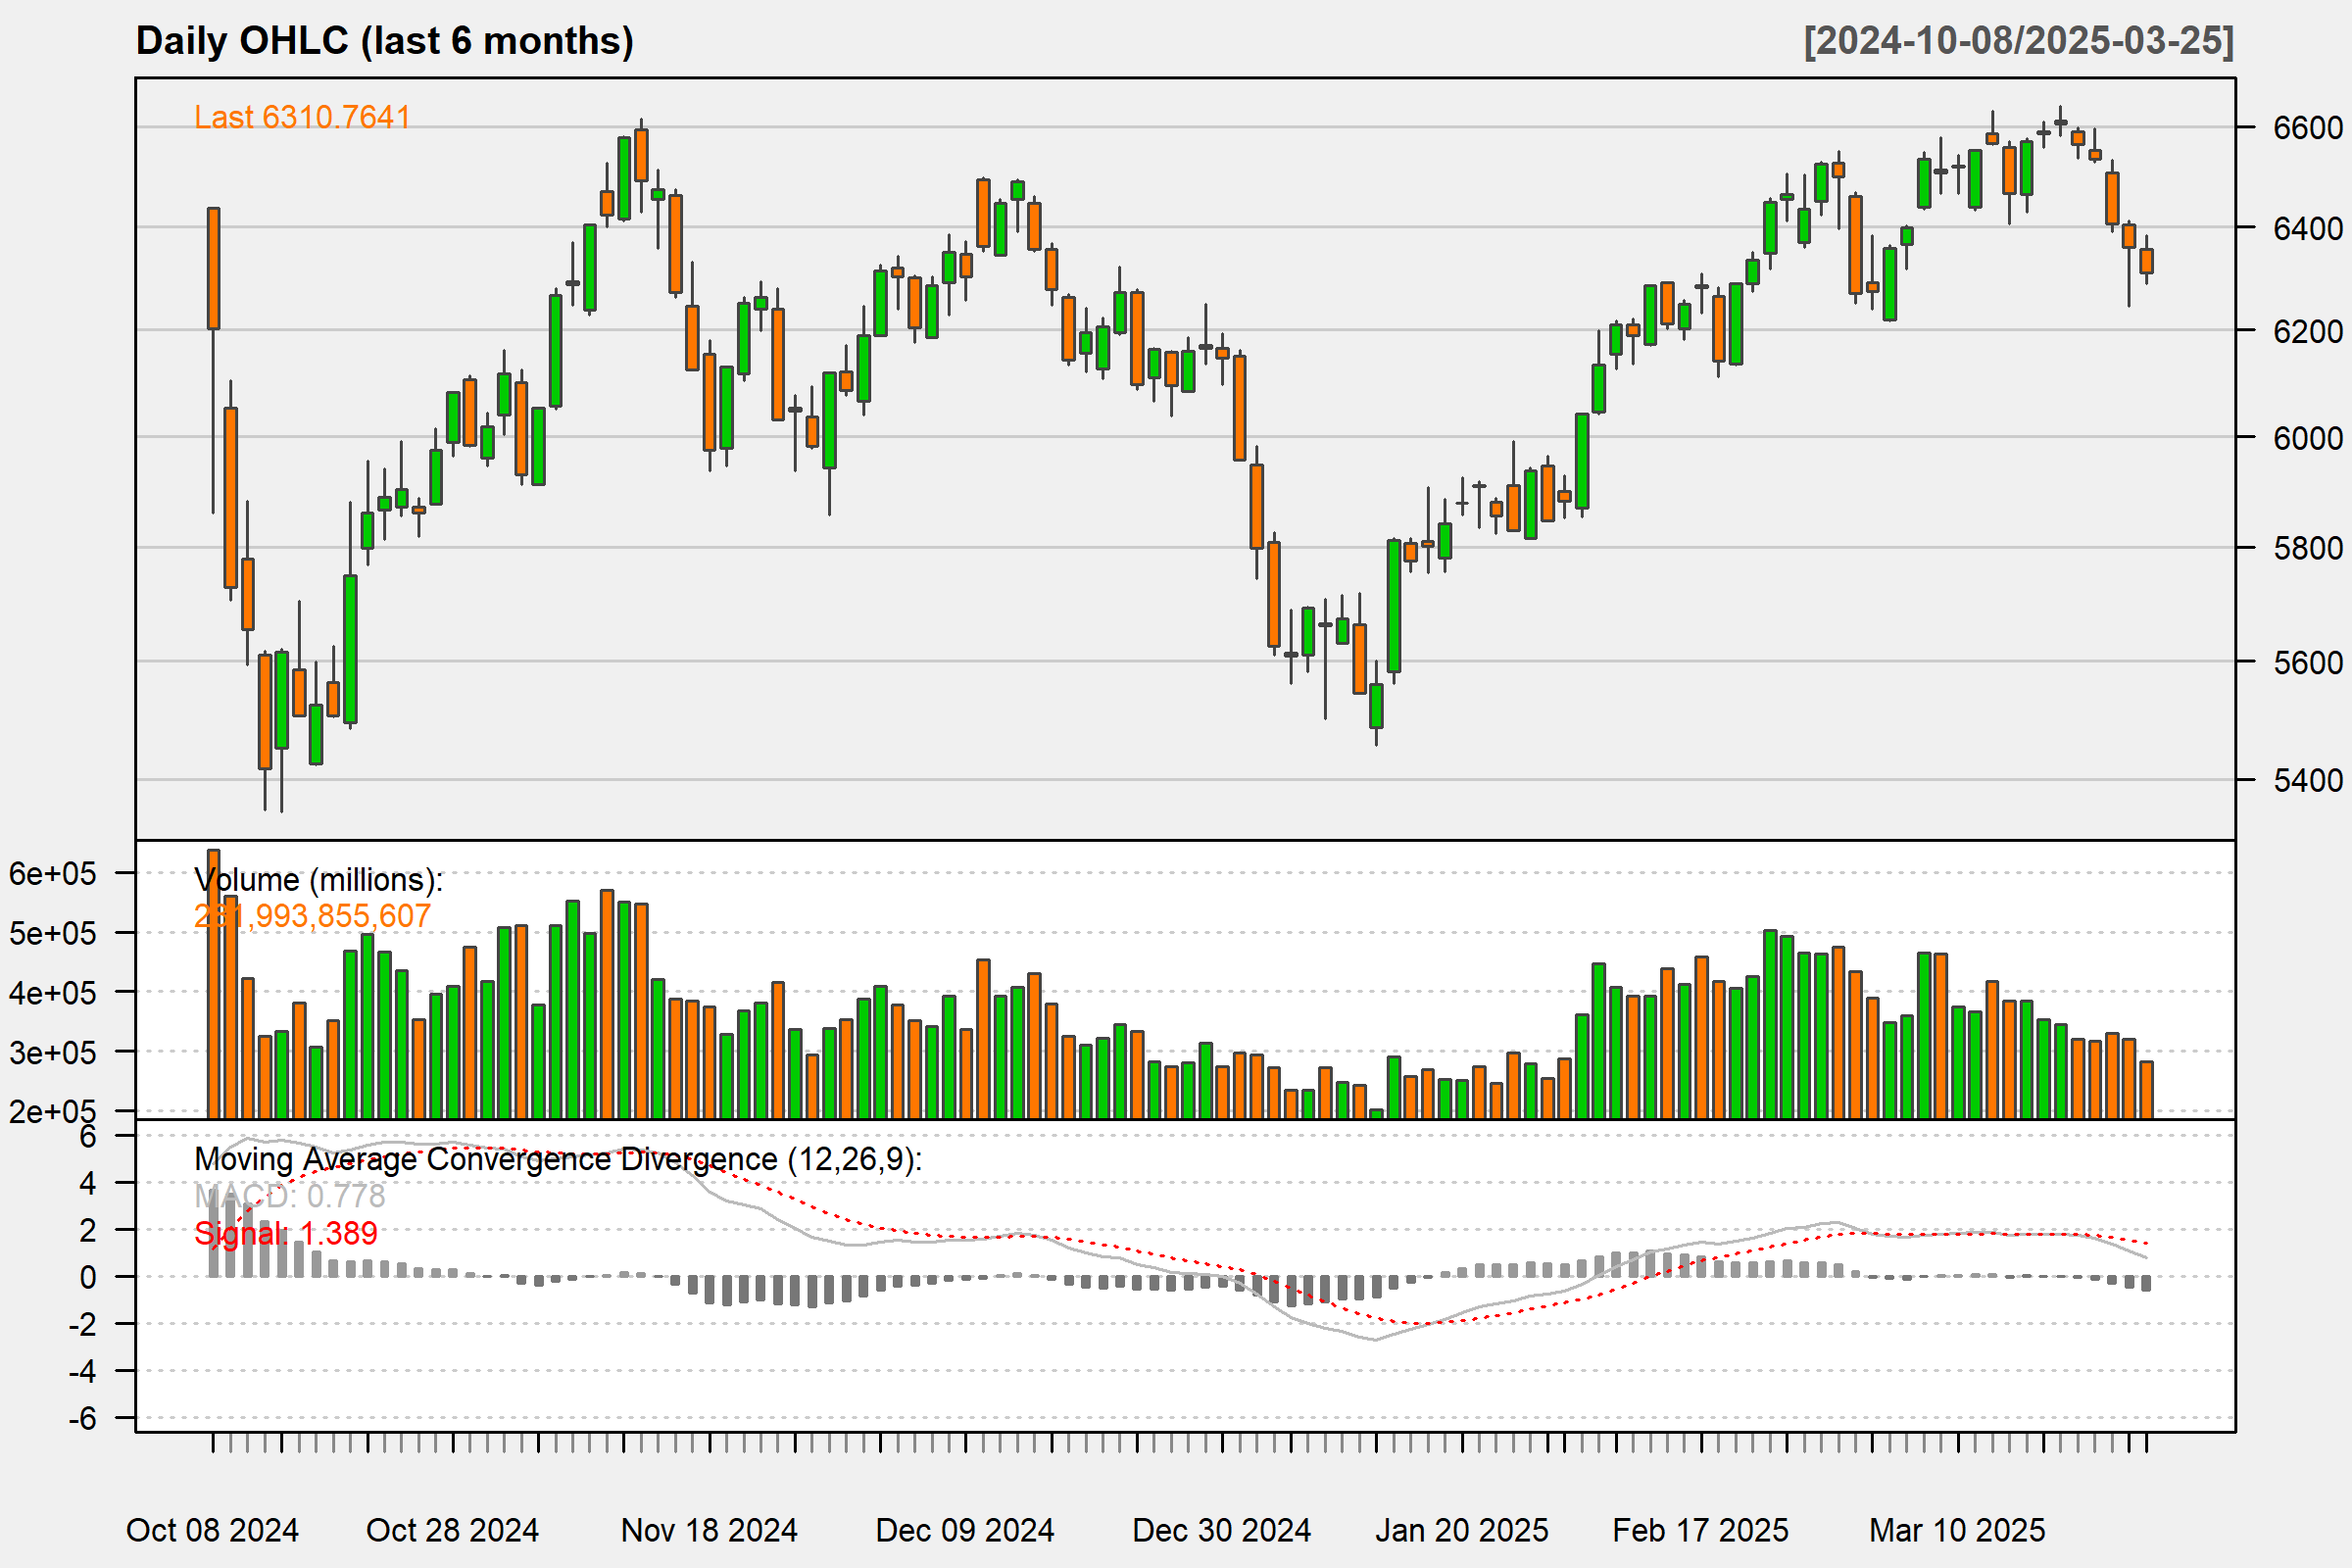 Daily OHLC (last 6 months)
[2024-10-08/2025-03-25]
Last 6310.7641
6600
6400
6200
6000
5800
5600
5400
Volume (millions):
281,993,855,607
6e+05
5e+05
4e+05
3e+05
2e+05
Moving Average Convergence Divergence (12,26,9):
MACD: 0.778
Signal: 1.389
6
4
2
0
-2
-4
-6
Oct 08 2024
Oct 28 2024
Nov 18 2024
Dec 09 2024
Dec 30 2024
Jan 20 2025
Feb 17 2025
Mar 10 2025